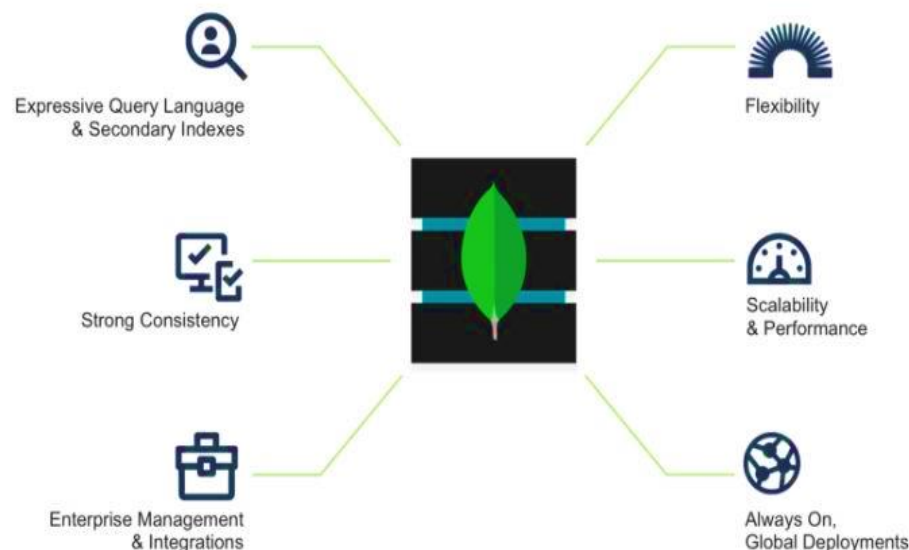 Expressive Query Language
& Secondary Indexes
Flexibility
Strong Consistency
Scalability
& Performance
Enterprise Management
& Integrations
Always On,
Global Deployments